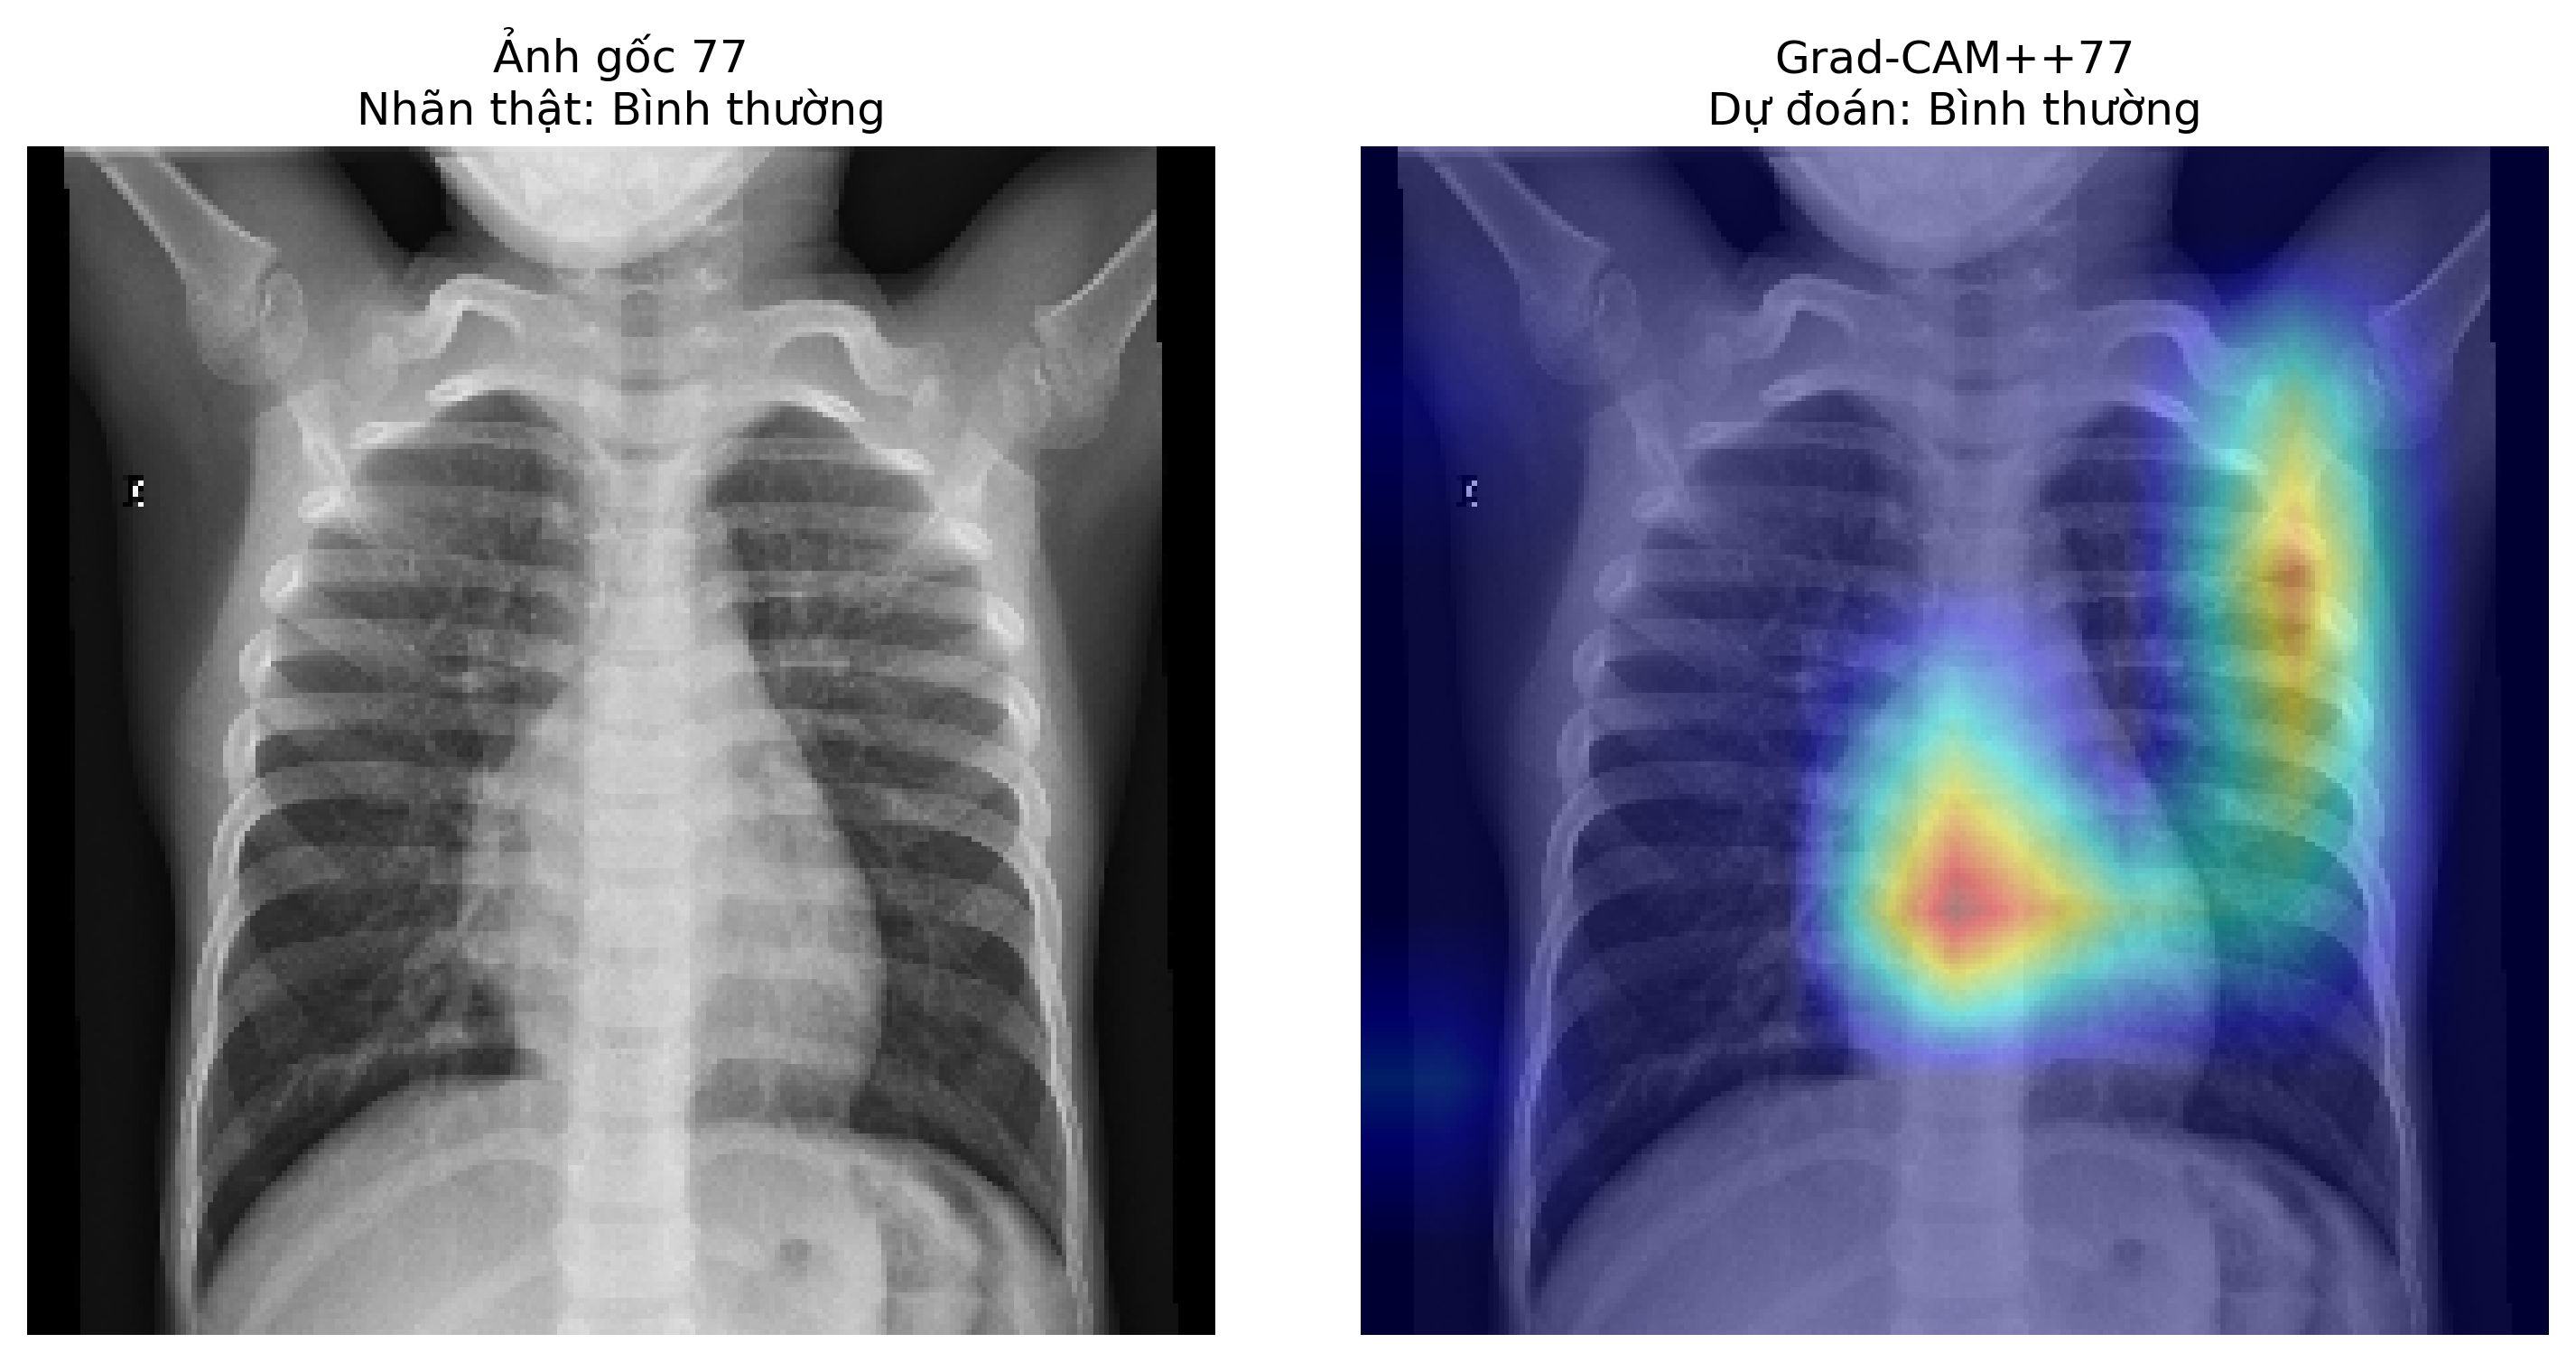 Ảnh gốc 77
Nhãn thật: Bình thường
Grad-CAM++77
Dự đoán: Bình thường